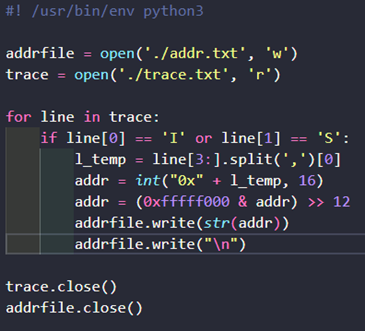 #! /usr/bin/env python3
addrfile = open('./addr.txt', 'w')
trace = open('./trace.txt', 'r')
for line in trace:
    if line[0] == 'I' or line[1] == 'S':
        l_temp = line[3:].split(',')[0]
        addr = int("0x" + l_temp, 16)
        addr = (0xfffff000 & addr) >> 12
        addrfile.write(str(addr))
        addrfile.write("\n")
trace.close()
addrfile.close()